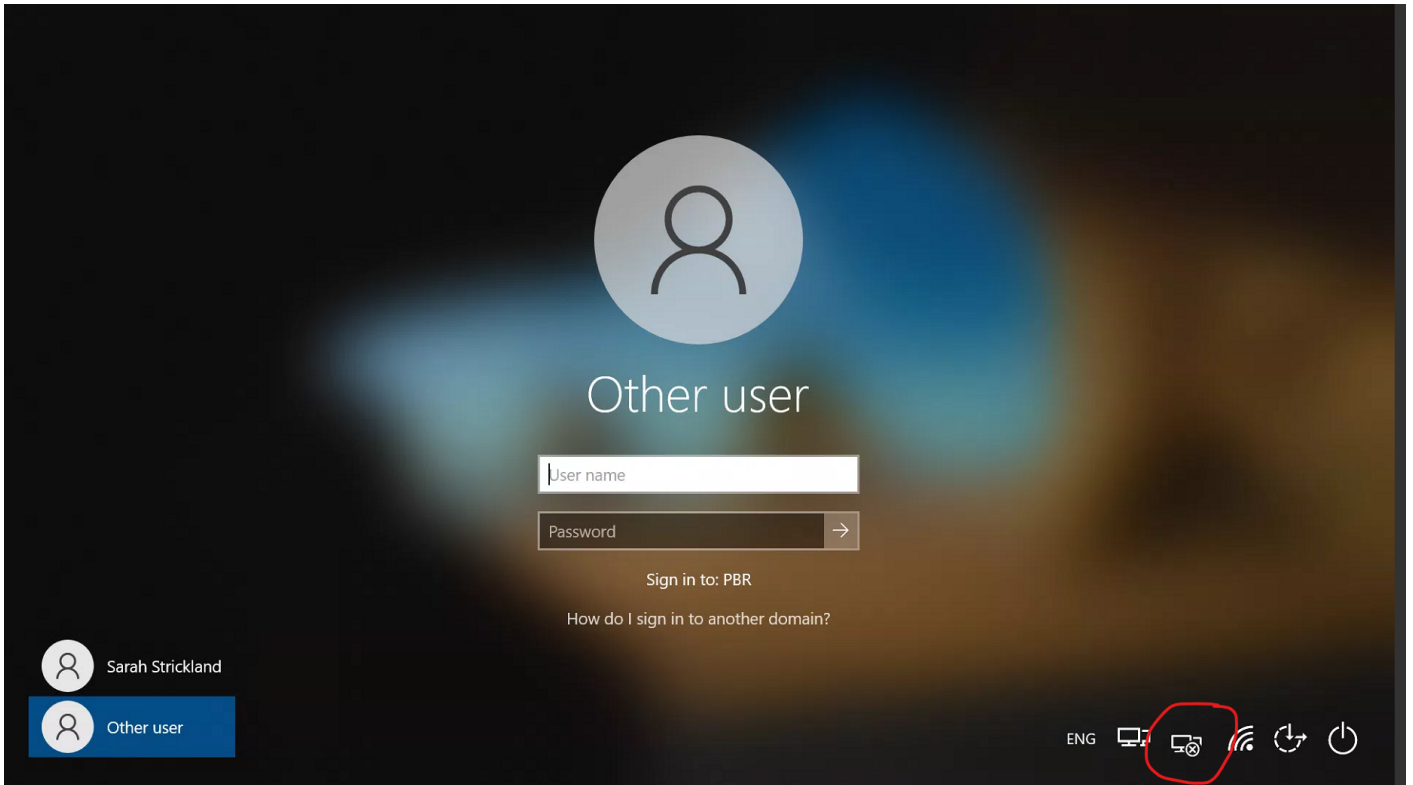 Other user
User name
Password
Sign in to: PBR
How do I sign in to another domain?
Sarah Strickland
Other user
ENG